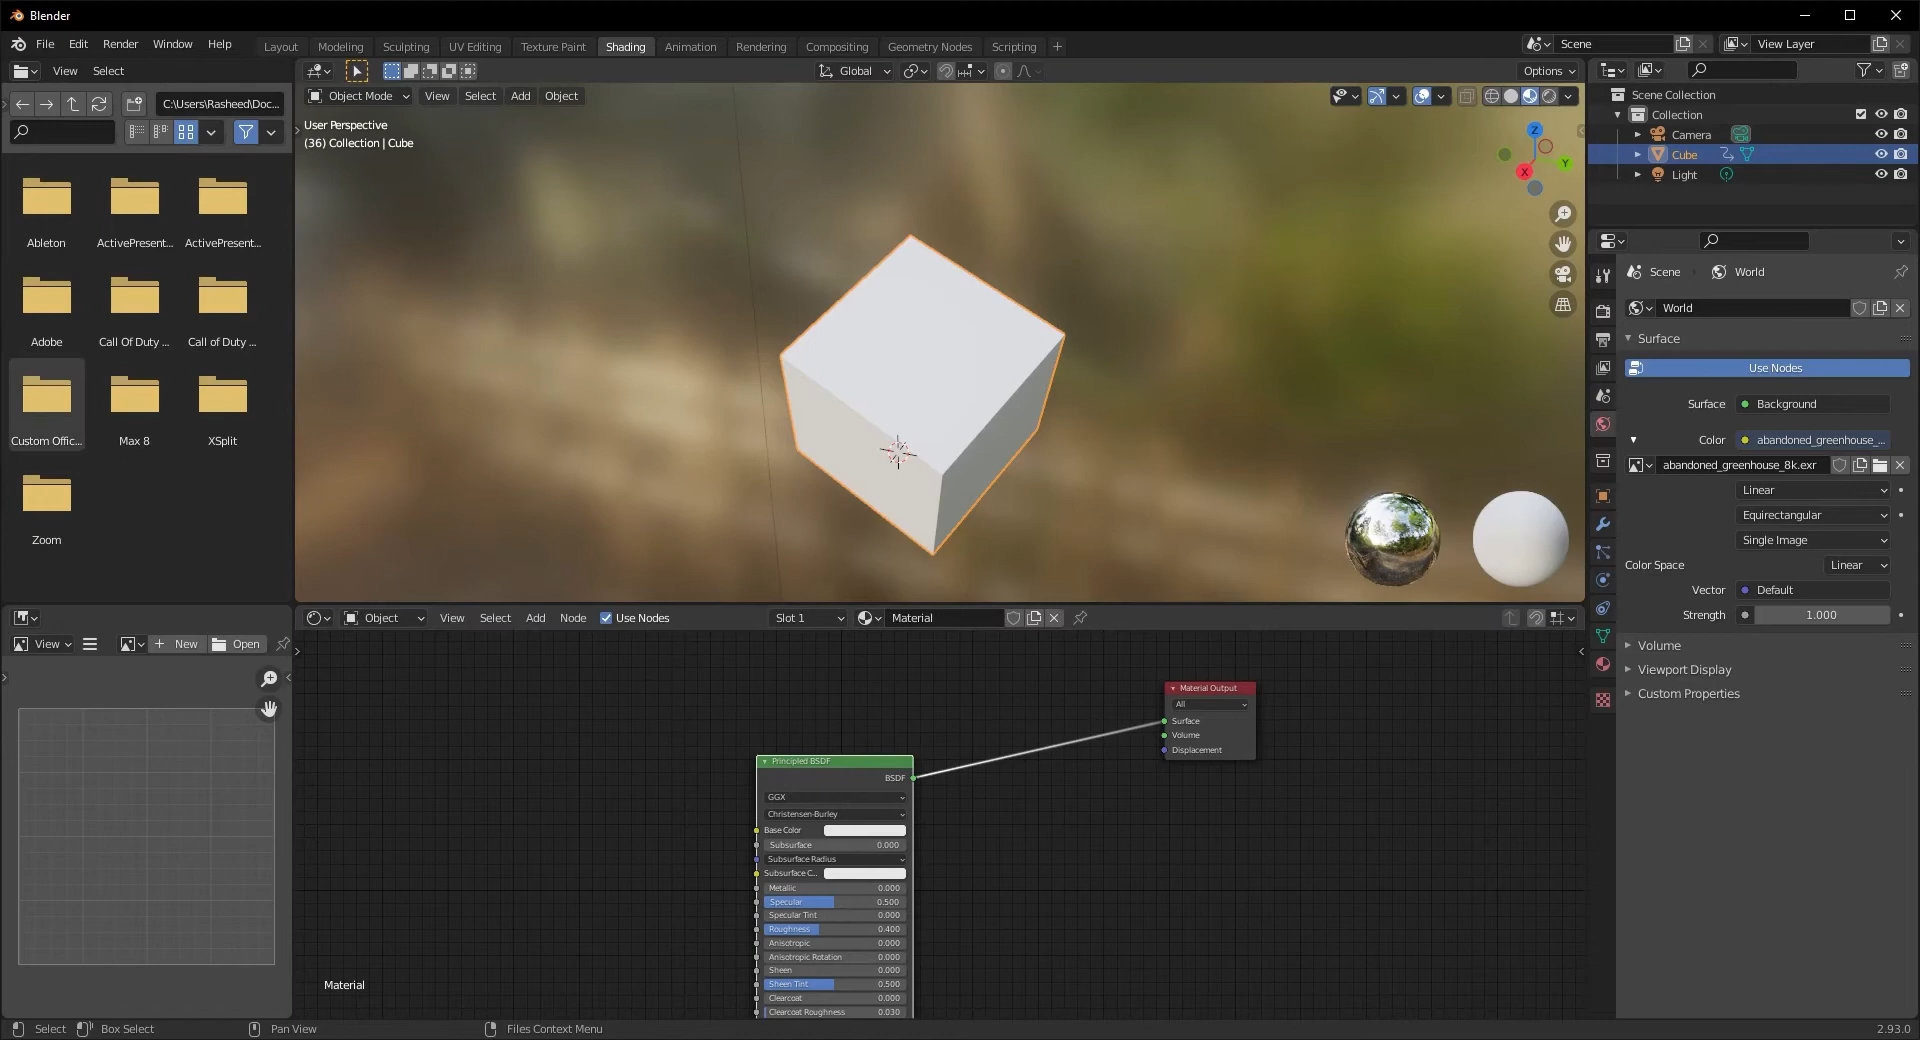 Blender
File Edit Render Window Help
Layout Modeling Sculpting UV Editing Texture Paint Shading Animation Rendering Compositing Geometry Nodes Scripting +
Scene
View Layer
View Select
Global
Options
C:\Users\Rasheed\Doc...
Object Mode View Select Add Object
User Perspective
(36) Collection | Cube
Z
Y
X
Ableton
ActivePresent...
ActivePresent...
Adobe
Call Of Duty ...
Call of Duty ...
Custom Offic...
Max 8
XSplit
Zoom
Scene Collection
Collection
Camera
Cube
Light
Scene
World
World
Surface
Use Nodes
Surface Background
Color abandoned_greenhouse_...
abandoned_greenhouse_8k.exr
Linear
Equirectangular
Single Image
Color Space Linear
Vector Default
Strength 1.000
Volume
Viewport Display
Custom Properties
View
New
Open
Object View Select Add Node Use Nodes Slot 1 Material
Material Output
All
Surface
Volume
Displacement
Principled BSDF
BSDF
GGX
Christensen-Burley
Base Color
Subsurface 0.000
Subsurface Radius
Subsurface C...
Metallic 0.000
Specular 0.500
Specular Tint 0.000
Roughness 0.400
Anisotropic 0.000
Anisotropic Rotation 0.000
Sheen 0.000
Sheen Tint 0.500
Clearcoat 0.000
Clearcoat Roughness 0.030
Material
Select Box Select Pan View Files Context Menu 2.93.0